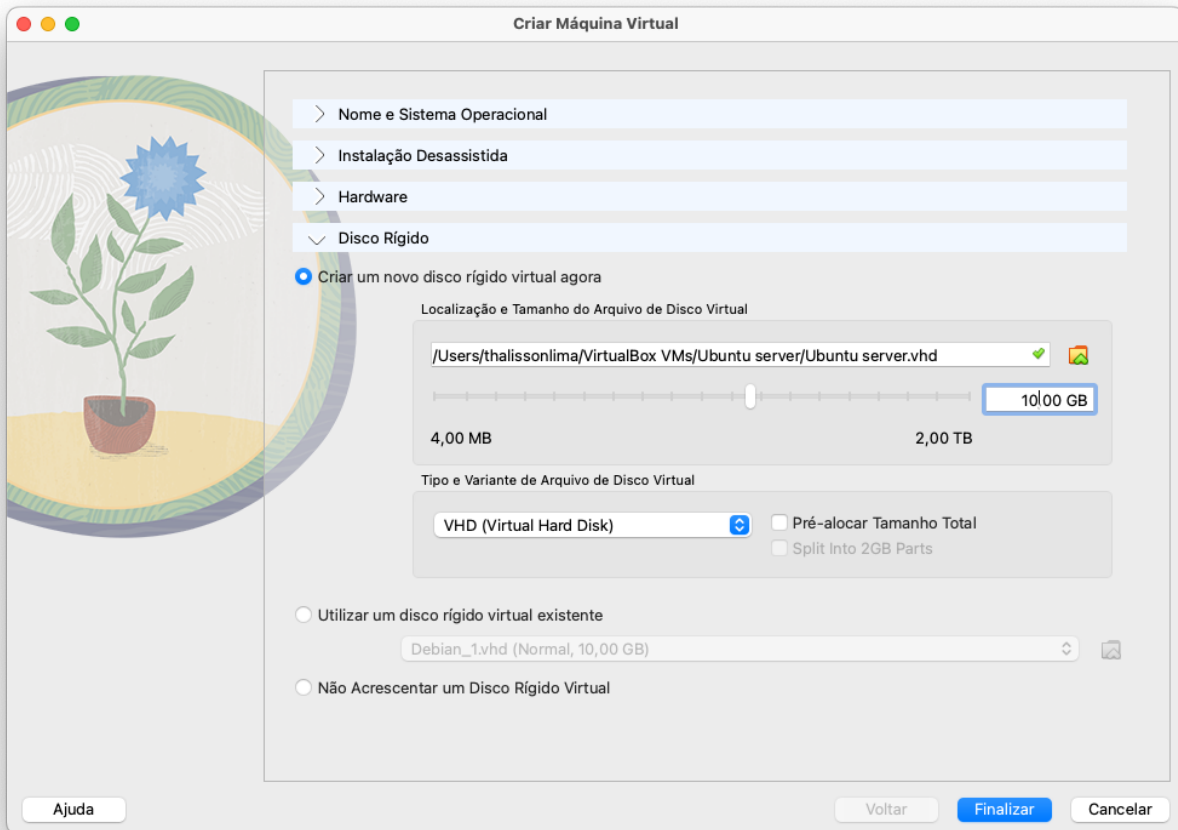 Criar Máquina Virtual
Nome e Sistema Operacional
Instalação Desassistida
Hardware
Disco Rígido
Criar um novo disco rígido virtual agora
Localização e Tamanho do Arquivo de Disco Virtual
/Users/thalissonlima/VirtualBox VMs/Ubuntu server/Ubuntu server.vhd
10,00 GB
4,00 MB 2,00 TB
Tipo e Variante de Arquivo de Disco Virtual
VHD (Virtual Hard Disk) Pré-alocar Tamanho Total
Split Into 2GB Parts
Utilizar um disco rígido virtual existente
Debian_1.vhd (Normal, 10,00 GB)
Não Acrescentar um Disco Rígido Virtual
Ajuda Voltar Finalizar Cancelar